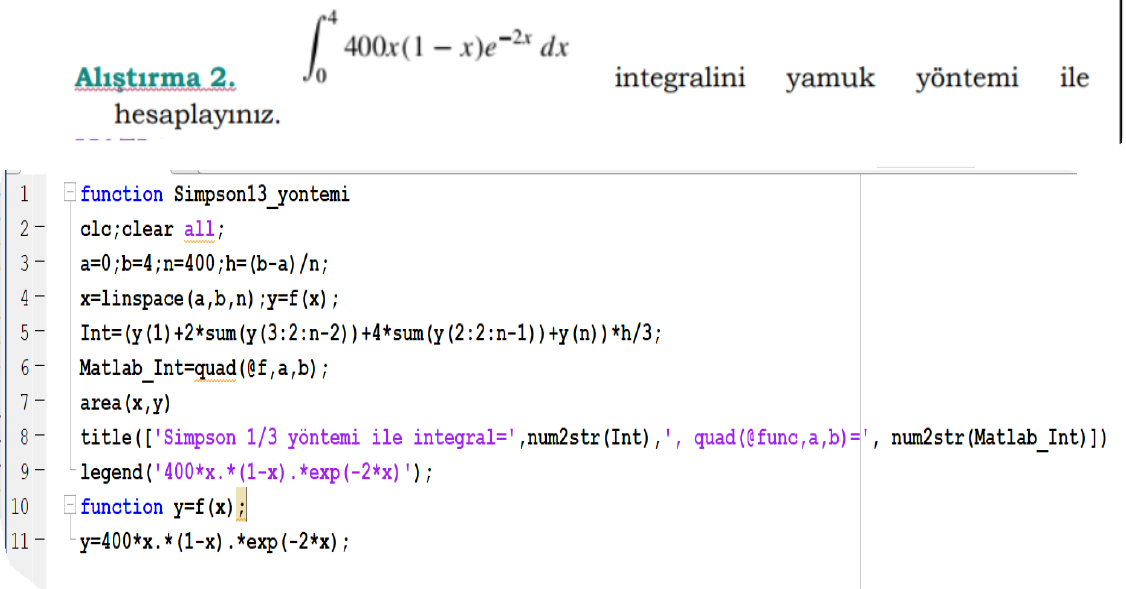 ∫₀⁴ 400x(1 − x)e⁻²ˣ dx
Alıştırma 2. integralini yamuk yöntemi ile
hesaplayınız.
1 function Simpson13_yontemi
2 clc;clear all;
3 a=0;b=4;n=400;h=(b-a)/n;
4 x=linspace(a,b,n);y=f(x);
5 Int=(y(1)+2*sum(y(3:2:n-2))+4*sum(y(2:2:n-1))+y(n))*h/3;
6 Matlab_Int=quad(@f,a,b);
7 area(x,y)
8 title(['Simpson 1/3 yöntemi ile integral=',num2str(Int),', quad(@func,a,b)=', num2str(Matlab_Int)])
9 legend('400*x.*(1-x).*exp(-2*x)');
10 function y=f(x);
11 y=400*x.*(1-x).*exp(-2*x);